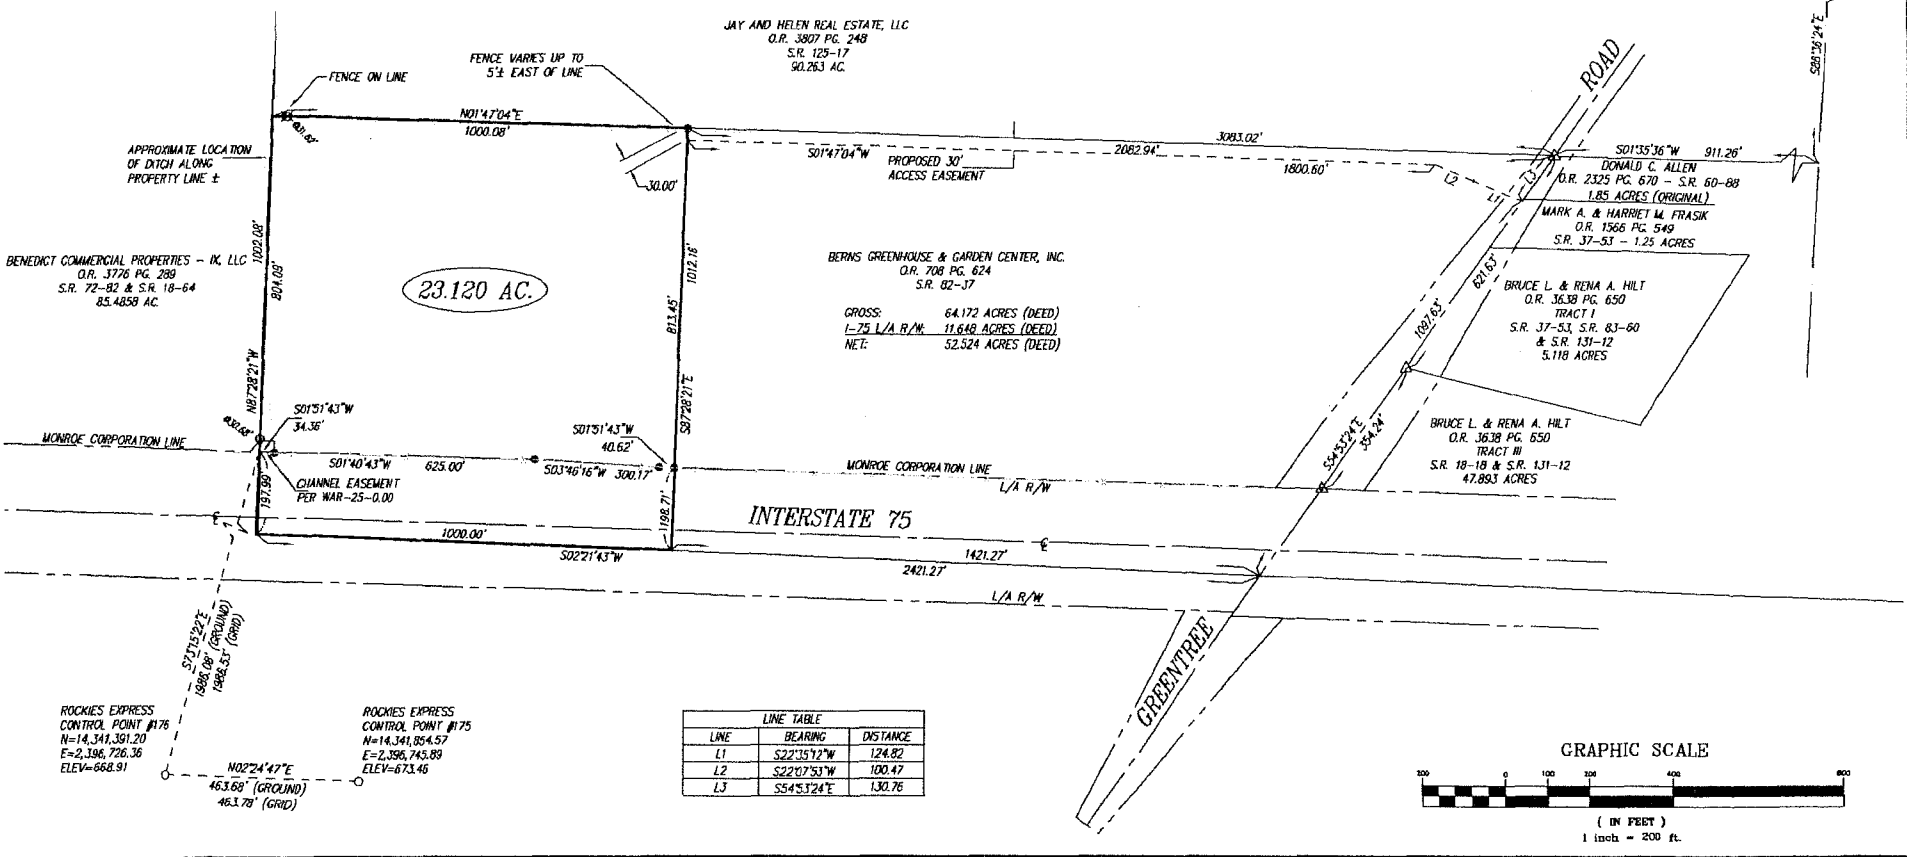 JAY AND HELEN REAL ESTATE, LLC
O.R. 3807 PG. 248
S.R. 125-17
90.263 AC.
FENCE VARIES UP TO
5'± EAST OF LINE
FENCE ON LINE
N01°47'04"E
1000.08'
APPROXIMATE LOCATION
OF DITCH ALONG
PROPERTY LINE ±
30.00'
S01°47'04"W
PROPOSED 30'
ACCESS EASEMENT
3083.02'
2082.94'
1800.60'
L2
L1
L3
ROAD
S88°36'24"E
S01°35'36"W 911.26'
DONALD C. ALLEN
O.R. 2325 PG. 670 - S.R. 60-88
1.85 ACRES (ORIGINAL)
MARK A. & HARRIET M. FRASIK
O.R. 1566 PG. 549
S.R. 37-53 - 1.25 ACRES
BENEDICT COMMERCIAL PROPERTIES - IX, LLC
O.R. 3776 PG. 289
S.R. 72-82 & S.R. 18-64
85.4858 AC.
1002.08'
804.09'
N87°28'21"W
23.120 AC.
1012.16'
813.45'
S87°28'21"E
BERNS GREENHOUSE & GARDEN CENTER, INC.
O.R. 708 PG. 624
S.R. 82-37
GROSS: 64.172 ACRES (DEED)
I-75 L/A R/W: 11.648 ACRES (DEED)
NET: 52.524 ACRES (DEED)
621.63'
1097.63'
BRUCE L. & RENA A. HILT
O.R. 3638 PG. 650
TRACT I
S.R. 37-53, S.R. 83-60
& S.R. 131-12
5.118 ACRES
S54°53'24"E
354.24'
BRUCE L. & RENA A. HILT
O.R. 3638 PG. 650
TRACT III
S.R. 18-18 & S.R. 131-12
47.893 ACRES
MONROE CORPORATION LINE
S01°51'43"W
34.36'
S01°40'43"W 625.00'
S01°51'43"W
40.62'
S03°46'16"W 300.17'
CHANNEL EASEMENT
PER WAR-25-0.00
197.99'
198.71'
MONROE CORPORATION LINE
L/A R/W
INTERSTATE 75
1000.00'
S02°21'43"W
1421.27'
2421.27'
L/A R/W
GREENTREE
S73°15'22"E
1986.08' (GROUND)
1986.53' (GRID)
ROCKIES EXPRESS
CONTROL POINT #176
N=14,341,391.20
E=2,396,726.36
ELEV=668.91
ROCKIES EXPRESS
CONTROL POINT #175
N=14,341,854.57
E=2,396,745.89
ELEV=673.46
N02°24'47"E
463.68' (GROUND)
463.78' (GRID)
LINE TABLE
LINE BEARING DISTANCE
L1 S22°35'12"W 124.82
L2 S22°07'53"W 100.47
L3 S54°53'24"E 130.76
GRAPHIC SCALE
200 0 100 200 400 800
( IN FEET )
1 inch = 200 ft.